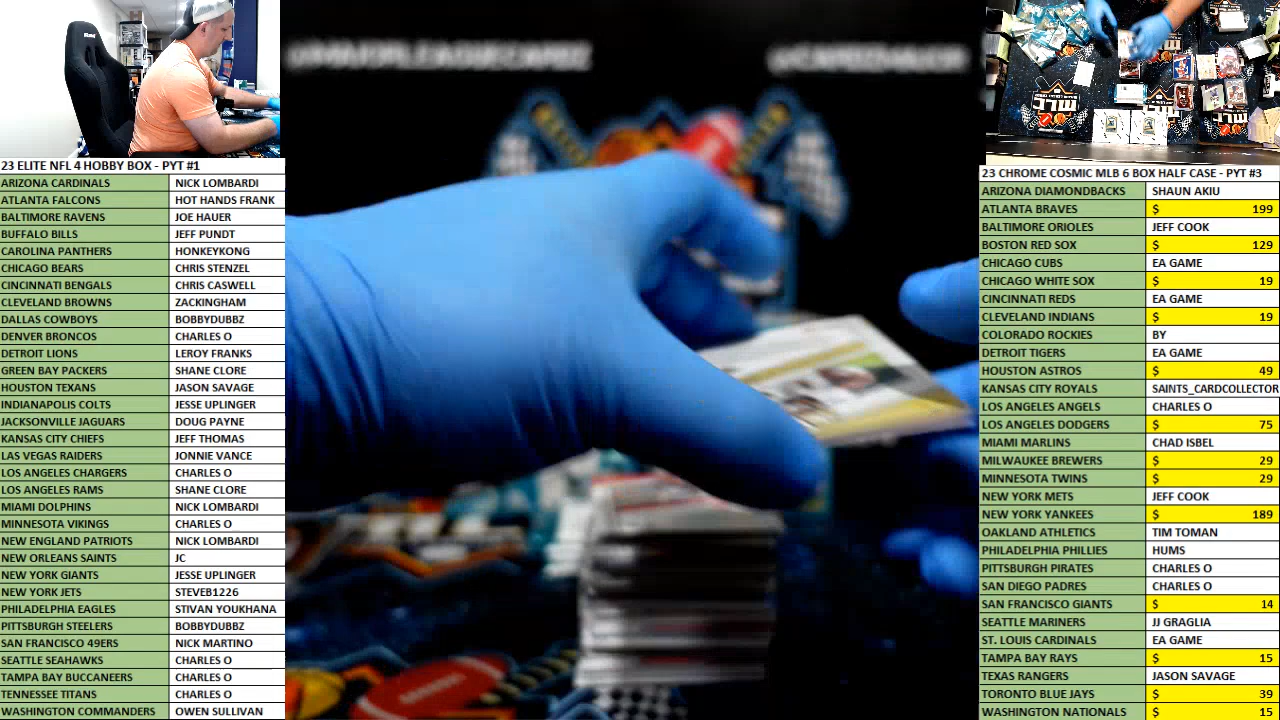 23 ELITE NFL 4 HOBBY BOX - PYT #1
ARIZONA CARDINALS NICK LOMBARDI
ATLANTA FALCONS HOT HANDS FRANK
BALTIMORE RAVENS JOE HAUER
BUFFALO BILLS JEFF PUNDT
CAROLINA PANTHERS HONKEYKONG
CHICAGO BEARS CHRIS STENZEL
CINCINNATI BENGALS CHRIS CASWELL
CLEVELAND BROWNS ZACKINGHAM
DALLAS COWBOYS BOBBYDUBBZ
DENVER BRONCOS CHARLES O
DETROIT LIONS LEROY FRANKS
GREEN BAY PACKERS SHANE CLORE
HOUSTON TEXANS JASON SAVAGE
INDIANAPOLIS COLTS JESSE UPLINGER
JACKSONVILLE JAGUARS DOUG PAYNE
KANSAS CITY CHIEFS JEFF THOMAS
LAS VEGAS RAIDERS JONNIE VANCE
LOS ANGELES CHARGERS CHARLES O
LOS ANGELES RAMS SHANE CLORE
MIAMI DOLPHINS NICK LOMBARDI
MINNESOTA VIKINGS CHARLES O
NEW ENGLAND PATRIOTS NICK LOMBARDI
NEW ORLEANS SAINTS JC
NEW YORK GIANTS JESSE UPLINGER
NEW YORK JETS STEVEB1226
PHILADELPHIA EAGLES STIVAN YOUKHANA
PITTSBURGH STEELERS BOBBYDUBBZ
SAN FRANCISCO 49ERS NICK MARTINO
SEATTLE SEAHAWKS CHARLES O
TAMPA BAY BUCCANEERS CHARLES O
TENNESSEE TITANS CHARLES O
WASHINGTON COMMANDERS OWEN SULLIVAN
23 CHROME COSMIC MLB 6 BOX HALF CASE - PYT #3
ARIZONA DIAMONDBACKS SHAUN AKIU
ATLANTA BRAVES $ 199
BALTIMORE ORIOLES JEFF COOK
BOSTON RED SOX $ 129
CHICAGO CUBS EA GAME
CHICAGO WHITE SOX $ 19
CINCINNATI REDS EA GAME
CLEVELAND INDIANS $ 19
COLORADO ROCKIES BY
DETROIT TIGERS EA GAME
HOUSTON ASTROS $ 49
KANSAS CITY ROYALS SAINTS_CARDCOLLECTOR
LOS ANGELES ANGELS CHARLES O
LOS ANGELES DODGERS $ 75
MIAMI MARLINS CHAD ISBEL
MILWAUKEE BREWERS $ 29
MINNESOTA TWINS $ 29
NEW YORK METS JEFF COOK
NEW YORK YANKEES $ 189
OAKLAND ATHLETICS TIM TOMAN
PHILADELPHIA PHILLIES HUMS
PITTSBURGH PIRATES CHARLES O
SAN DIEGO PADRES CHARLES O
SAN FRANCISCO GIANTS $ 14
SEATTLE MARINERS JJ GRAGLIA
ST. LOUIS CARDINALS EA GAME
TAMPA BAY RAYS $ 15
TEXAS RANGERS JASON SAVAGE
TORONTO BLUE JAYS $ 39
WASHINGTON NATIONALS $ 15